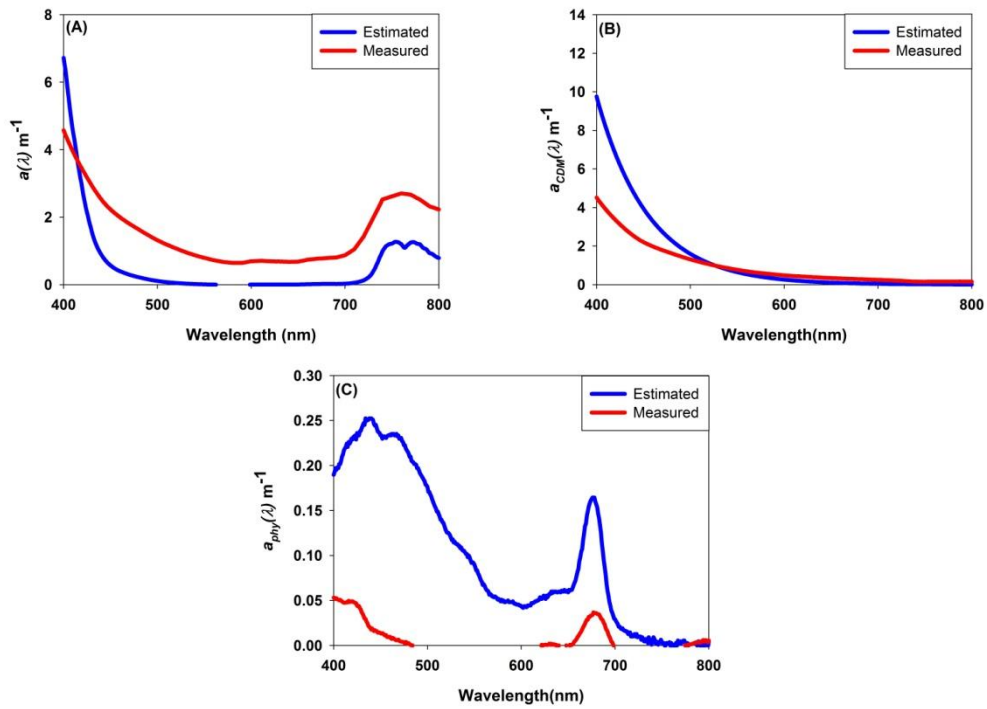 (A)
Estimated
Measured
8
6
4
2
0
a(λ) m⁻¹
400 500 600 700 800
Wavelength (nm)
(B)
Estimated
Measured
14
12
10
8
6
4
2
0
a_CDM(λ) m⁻¹
400 500 600 700 800
Wavelength(nm)
(C)
Estimated
Measured
0.30
0.25
0.20
0.15
0.10
0.05
0.00
a_phy(λ) m⁻¹
400 500 600 700 800
Wavelength(nm)